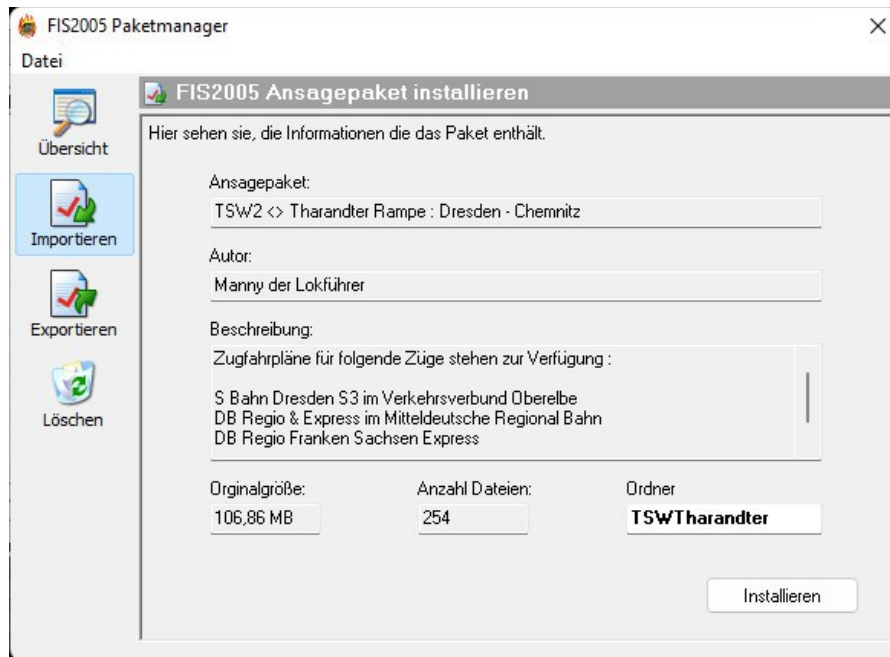 FIS2005 Paketmanager
Datei
Übersicht
Importieren
Exportieren
Löschen
FIS2005 Ansagepaket installieren
Hier sehen sie, die Informationen die das Paket enthält.
Ansagepaket:
TSW2 <> Tharandter Rampe : Dresden - Chemnitz
Autor:
Manny der Lokführer
Beschreibung:
Zugfahrpläne für folgende Züge stehen zur Verfügung :
S Bahn Dresden S3 im Verkehrsverbund Oberelbe
DB Regio & Express im Mitteldeutsche Regional Bahn
DB Regio Franken Sachsen Express
Orginalgröße:
106,86 MB
Anzahl Dateien:
254
Ordner
TSWTharandter
Installieren